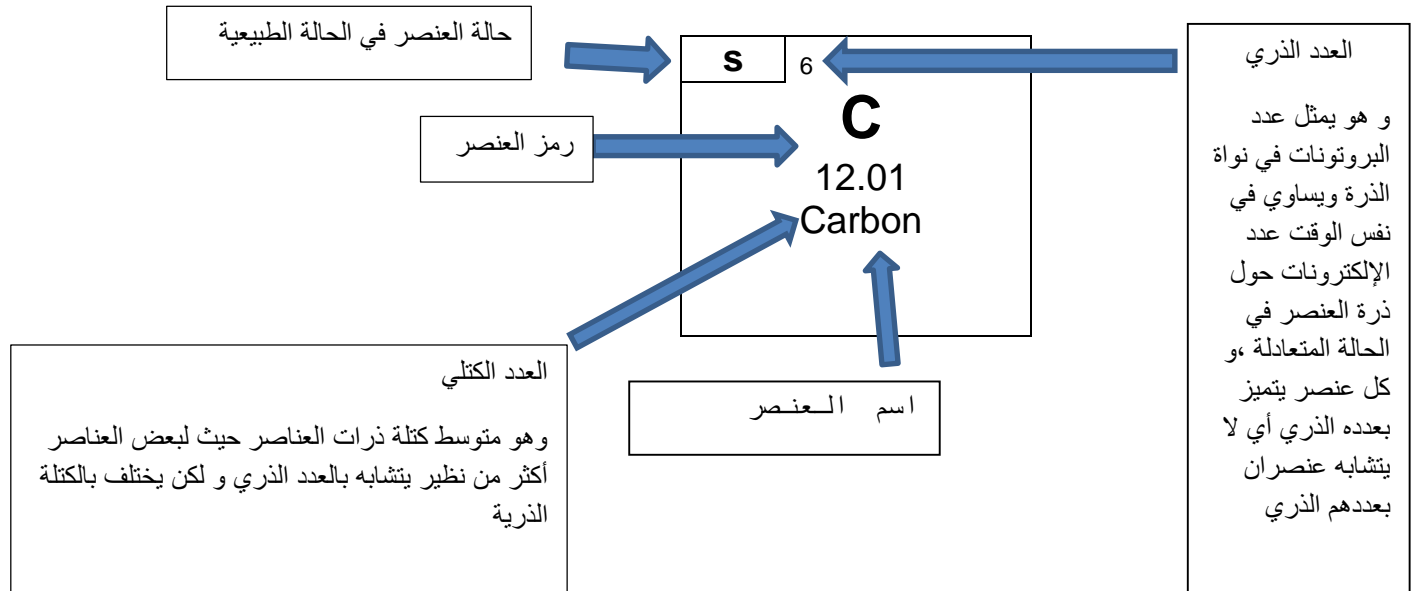 حالة العنصر في الحالة الطبيعية
s
6
العدد الذري
C
رمز العنصر
12.01
Carbon
و هو يمثل عدد
البروتونات في نواة
الذرة ويساوي في
نفس الوقت عدد
الإلكترونات حول
ذرة العنصر في
الحالة المتعادلة ،و
كل عنصر يتميز
بعدده الذري أي لا
يتشابه عنصران
بعددهم الذري
العدد الكتلي
وهو متوسط كتلة ذرات العناصر حيث لبعض العناصر
أكثر من نظير يتشابه بالعدد الذري و لكن يختلف بالكتلة
الذرية
اسم العنصر